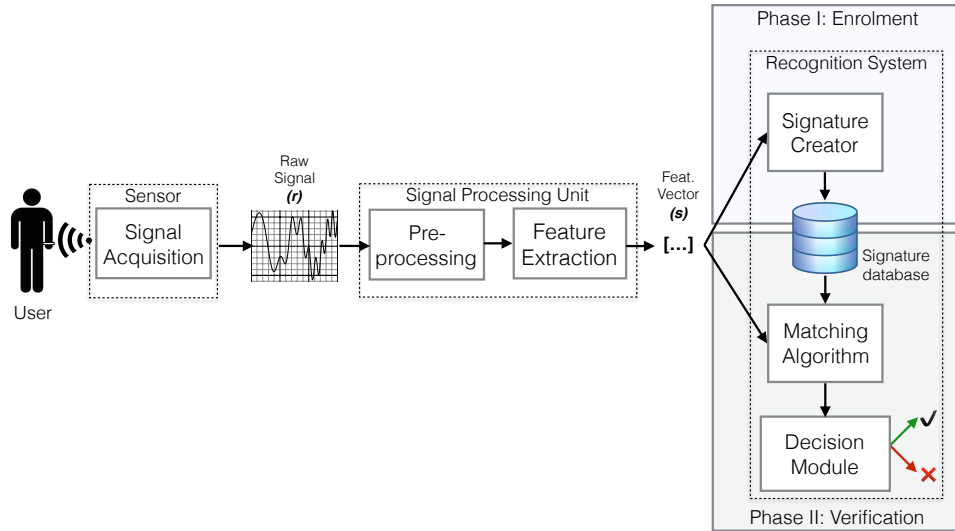 Phase I: Enrolment
Recognition System
Signature
Creator
Raw
Signal
(r)
Feat.
Vector
(s)
Sensor
Signal Processing Unit
Signal
Acquisition
Pre-
processing
Feature
Extraction
[...]
Signature
database
User
Matching
Algorithm
Decision
Module
Phase II: Verification